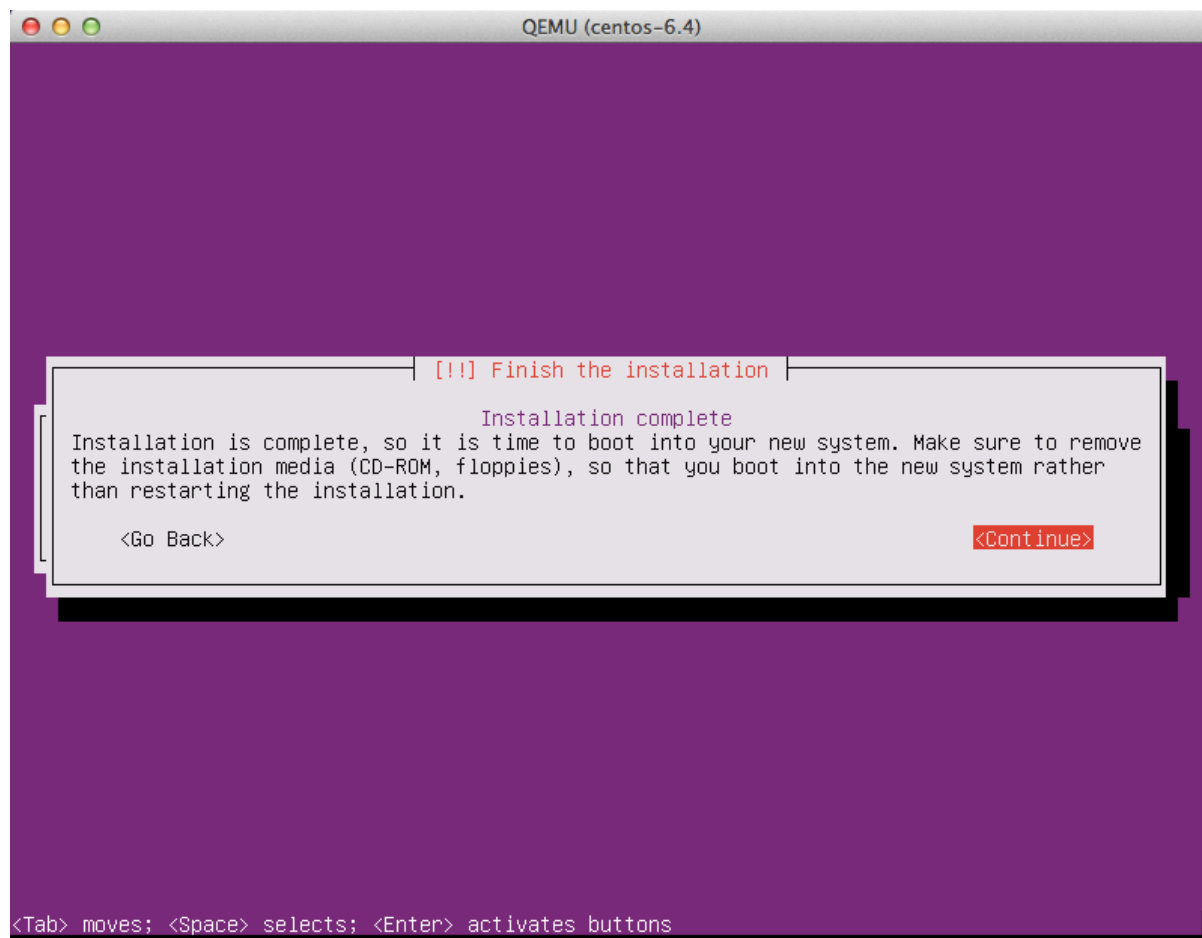 QEMU (centos-6.4)
[!!] Finish the installation
Installation complete
Installation is complete, so it is time to boot into your new system. Make sure to remove
the installation media (CD-ROM, floppies), so that you boot into the new system rather
than restarting the installation.
<Go Back> <Continue>
<Tab> moves; <Space> selects; <Enter> activates buttons